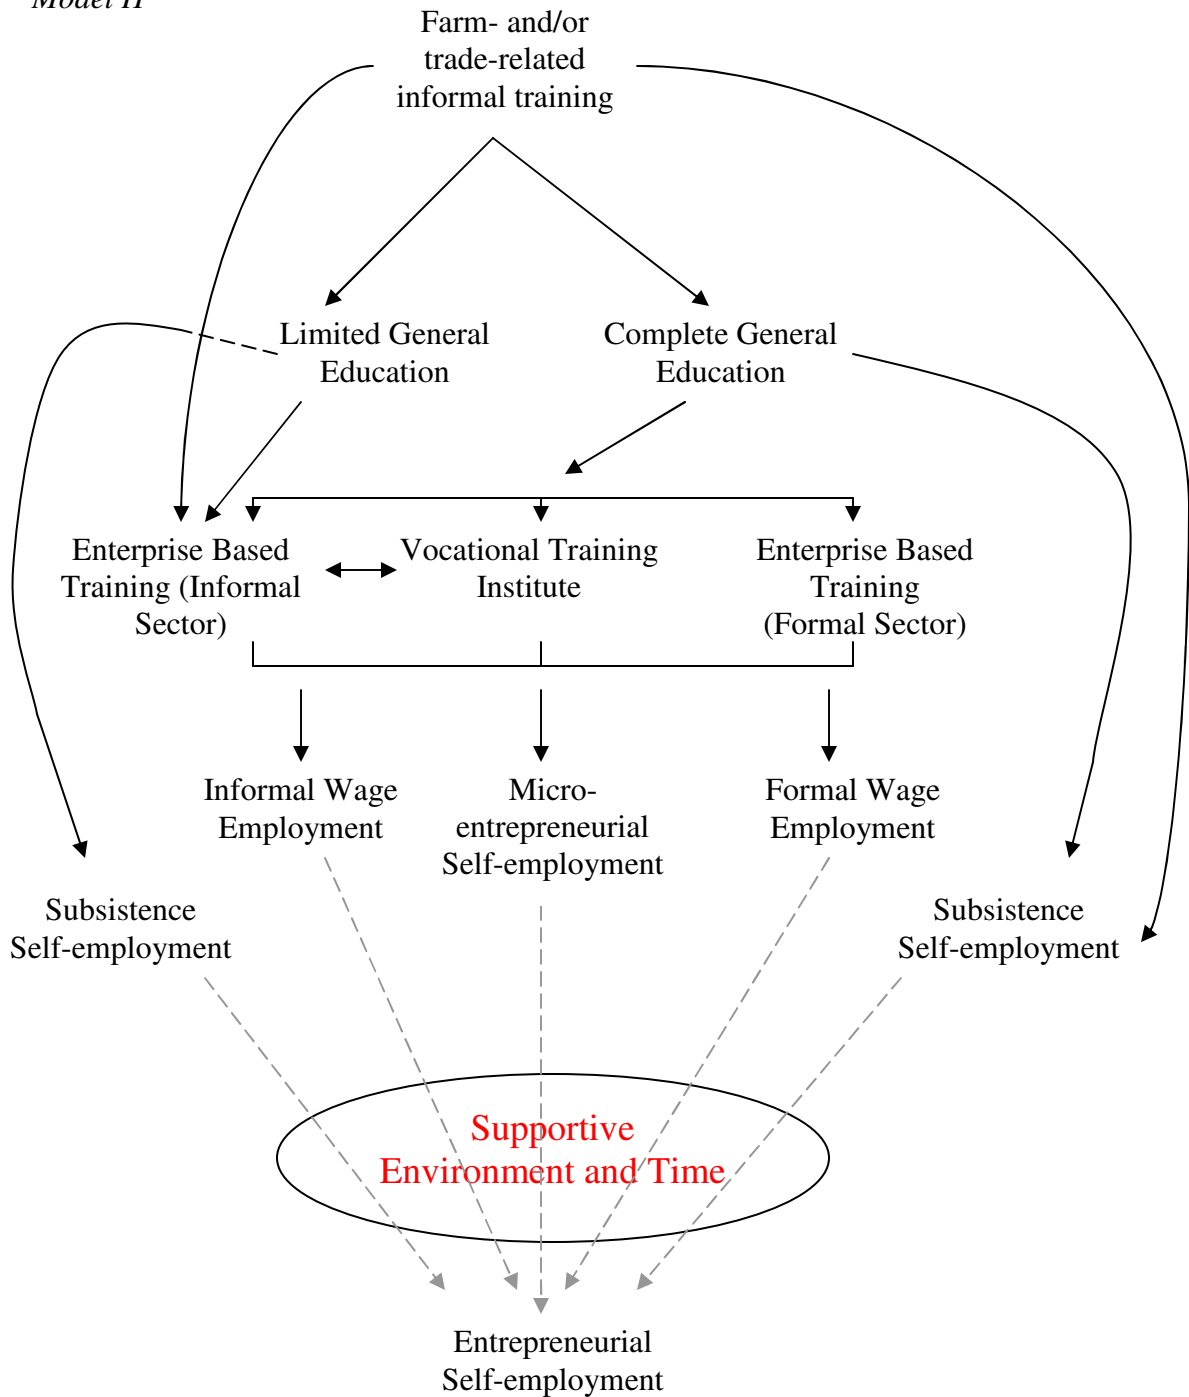 Model II
Farm- and/or
trade-related
informal training
Limited General
Education
Complete General
Education
Enterprise Based
Training (Informal
Sector)
Vocational Training
Institute
Enterprise Based
Training
(Formal Sector)
Informal Wage
Employment
Micro-
entrepreneurial
Self-employment
Formal Wage
Employment
Subsistence
Self-employment
Subsistence
Self-employment
Supportive
Environment and Time
Entrepreneurial
Self-employment